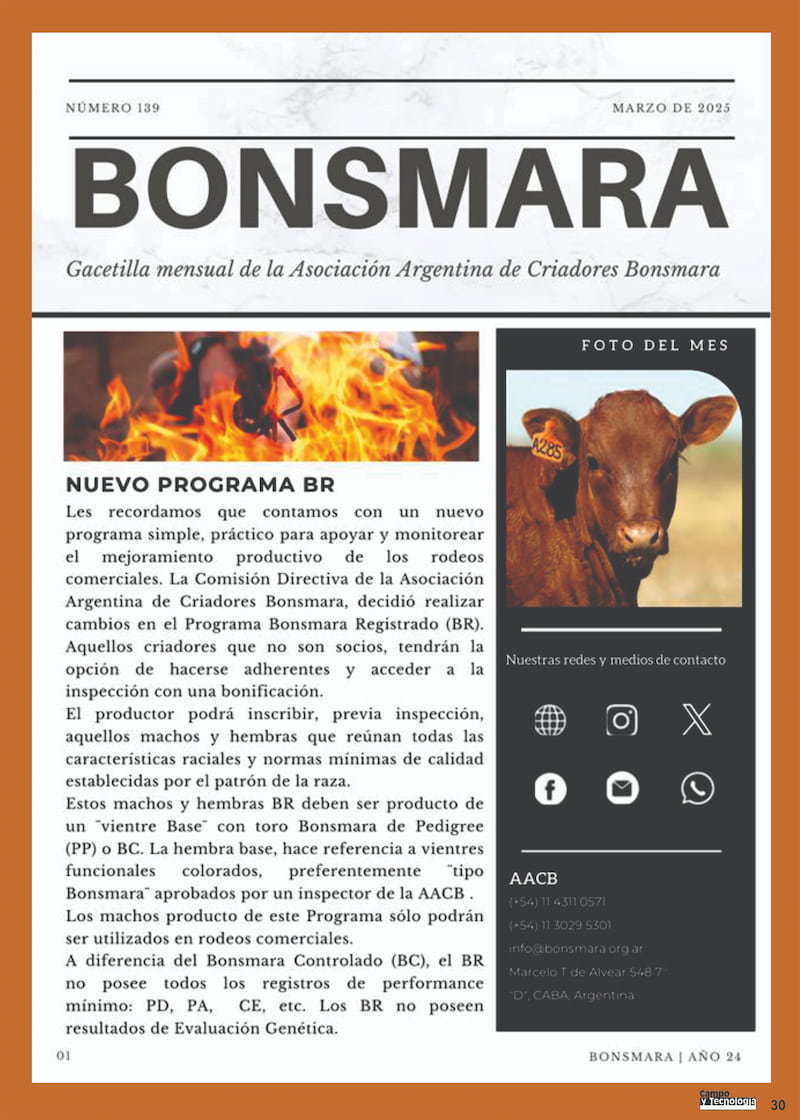 NÚMERO 139
MARZO DE 2025
BONSMARA
Gacetilla mensual de la Asociación Argentina de Criadores Bonsmara
NUEVO PROGRAMA BR
Les recordamos que contamos con un nuevo
programa simple, práctico para apoyar y monitorear
el mejoramiento productivo de los rodeos
comerciales. La Comisión Directiva de la Asociación
Argentina de Criadores Bonsmara, decidió realizar
cambios en el Programa Bonsmara Registrado (BR).
Aquellos criadores que no son socios, tendrán la
opción de hacerse adherentes y acceder a la
inspección con una bonificación.
El productor podrá inscribir, previa inspección,
aquellos machos y hembras que reúnan todas las
características raciales y normas mínimas de calidad
establecidas por el patrón de la raza.
Estos machos y hembras BR deben ser producto de
un ¨vientre Base¨ con toro Bonsmara de Pedigree
(PP) o BC. La hembra base, hace referencia a vientres
funcionales colorados, preferentemente ¨tipo
Bonsmara¨ aprobados por un inspector de la AACB .
Los machos producto de este Programa sólo podrán
ser utilizados en rodeos comerciales.
A diferencia del Bonsmara Controlado (BC), el BR
no posee todos los registros de performance
mínimo: PD, PA, CE, etc. Los BR no poseen
resultados de Evaluación Genética.
FOTO DEL MES
A285
Nuestras redes y medios de contacto
AACB
(+54) 11 4311 0571
(+54) 11 3029 5301
info@bonsmara.org.ar
Marcelo T de Alvear 548 7°
"D", CABA, Argentina
01
BONSMARA | AÑO 24
Campo
y Tecnología
30